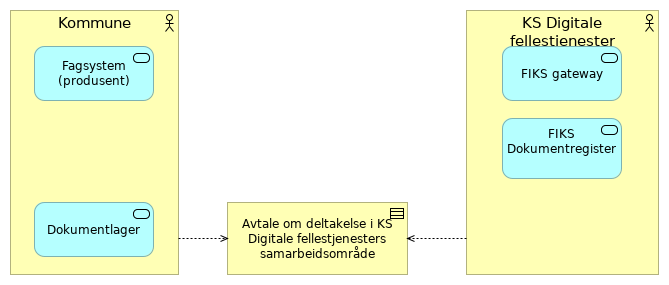 Kommune
Fagsystem
(produsent)
Dokumentlager
Avtale om deltakelse i KS
Digitale fellestjenesters
samarbeidsområde
KS Digitale
fellestienester
FIKS gateway
FIKS
Dokumentregister